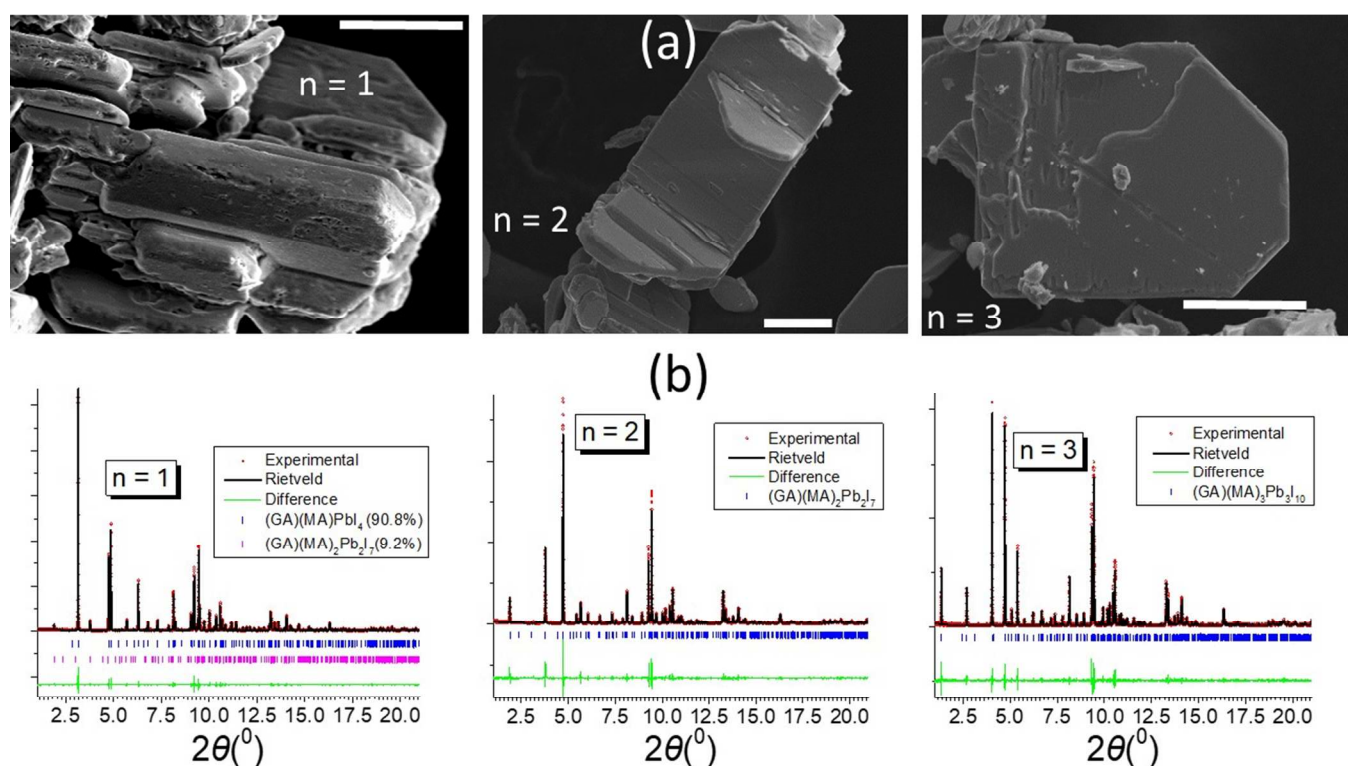 n = 1
(a)
n = 2
n = 3
(b)
n = 1
Experimental
Rietveld
Difference
(GA)(MA)PbI₄ (90.8%)
(GA)(MA)₂Pb₂I₇(9.2%)
2.5 5.0 7.5 10.0 12.5 15.0 17.5 20.0
2θ(⁰)
n = 2
Experimental
Rietveld
Difference
(GA)(MA)₂Pb₂I₇
2.5 5.0 7.5 10.0 12.5 15.0 17.5 20.0
2θ(⁰)
n = 3
Experimental
Rietveld
Difference
(GA)(MA)₃Pb₃I₁₀
2.5 5.0 7.5 10.0 12.5 15.0 17.5 20.0
2θ(⁰)